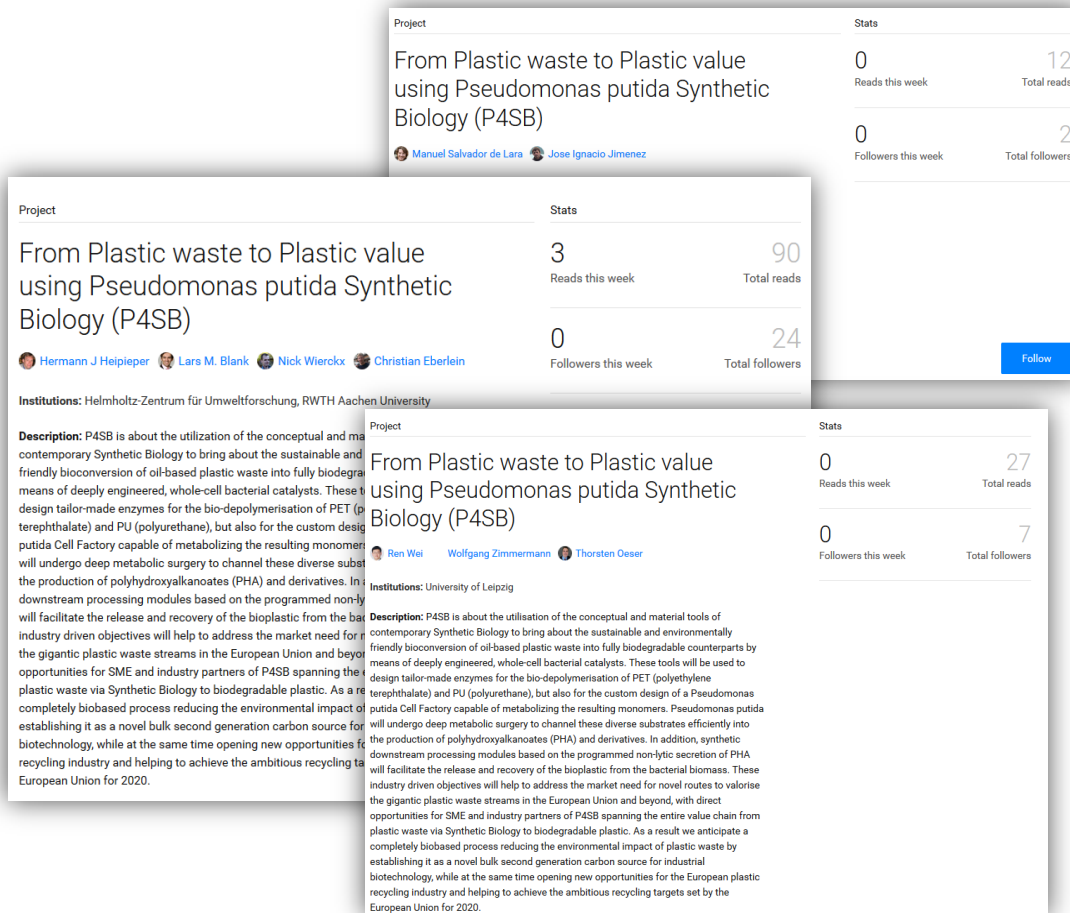 Project
Stats
From Plastic waste to Plastic value
using Pseudomonas putida Synthetic
Biology (P4SB)
0
12
Reads this week
Total reads
0
2
Followers this week
Total followers
Manuel Salvador de Lara Jose Ignacio Jimenez
Follow
Project
Stats
From Plastic waste to Plastic value
using Pseudomonas putida Synthetic
Biology (P4SB)
3
90
Reads this week
Total reads
0
24
Followers this week
Total followers
Hermann J Heipieper Lars M. Blank Nick Wierckx Christian Eberlein
Institutions: Helmholtz-Zentrum für Umweltforschung, RWTH Aachen University
Description: P4SB is about the utilization of the conceptual and
contemporary Synthetic Biology to bring about the sustainable and
friendly bioconversion of oil-based plastic waste into fully
means of deeply engineered, whole-cell bacterial catalysts. These
design tailor-made enzymes for the bio-depolymerisation of PET
terephthalate) and PU (polyurethane), but also for the custom
putida Cell Factory capable of metabolizing the resulting
will undergo deep metabolic surgery to channel these diverse
the production of polyhydroxyalkanoates (PHA) and derivatives. In
downstream processing modules based on the programmed
will facilitate the release and recovery of the bioplastic from the
industry driven objectives will help to address the market need for
the gigantic plastic waste streams in the European Union and
opportunities for SME and industry partners of P4SB spanning the
plastic waste via Synthetic Biology to biodegradable plastic. As a
completely biobased process reducing the environmental impact of
establishing it as a novel bulk second generation carbon source for
biotechnology, while at the same time opening new opportunities
recycling industry and helping to achieve the ambitious recycling
European Union for 2020.
Project
Stats
From Plastic waste to Plastic value
using Pseudomonas putida Synthetic
Biology (P4SB)
0
27
Reads this week
Total reads
0
7
Followers this week
Total followers
Ren Wei Wolfgang Zimmermann Thorsten Oeser
Institutions: University of Leipzig
Description: P4SB is about the utilisation of the conceptual and material tools of
contemporary Synthetic Biology to bring about the sustainable and environmentally
friendly bioconversion of oil-based plastic waste into fully biodegradable counterparts by
means of deeply engineered, whole-cell bacterial catalysts. These tools will be used to
design tailor-made enzymes for the bio-depolymerisation of PET (polyethylene
terephthalate) and PU (polyurethane), but also for the custom design of a Pseudomonas
putida Cell Factory capable of metabolizing the resulting monomers. Pseudomonas putida
will undergo deep metabolic surgery to channel these diverse substrates efficiently into
the production of polyhydroxyalkanoates (PHA) and derivatives. In addition, synthetic
downstream processing modules based on the programmed non-lytic secretion of PHA
will facilitate the release and recovery of the bioplastic from the bacterial biomass. These
industry driven objectives will help to address the market need for novel routes to valorise
the gigantic plastic waste streams in the European Union and beyond, with direct
opportunities for SME and industry partners of P4SB spanning the entire value chain from
plastic waste via Synthetic Biology to biodegradable plastic. As a result we anticipate a
completely biobased process reducing the environmental impact of plastic waste by
establishing it as a novel bulk second generation carbon source for industrial
biotechnology, while at the same time opening new opportunities for the European plastic
recycling industry and helping to achieve the ambitious recycling targets set by the
European Union for 2020.